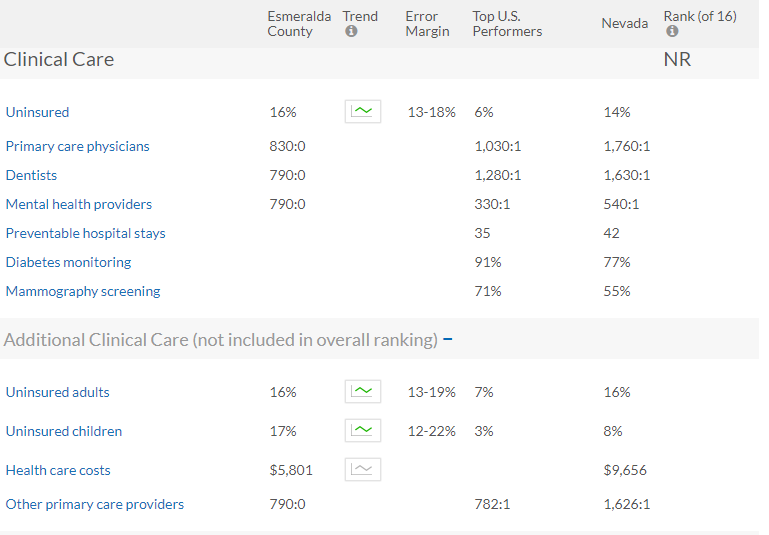 Esmeralda County Trend Error Margin Top U.S. Performers Nevada Rank (of 16)
Clinical Care NR
Uninsured 16% 13-18% 6% 14%
Primary care physicians 830:0 1,030:1 1,760:1
Dentists 790:0 1,280:1 1,630:1
Mental health providers 790:0 330:1 540:1
Preventable hospital stays 35 42
Diabetes monitoring 91% 77%
Mammography screening 71% 55%
Additional Clinical Care (not included in overall ranking) –
Uninsured adults 16% 13-19% 7% 16%
Uninsured children 17% 12-22% 3% 8%
Health care costs $5,801 $9,656
Other primary care providers 790:0 782:1 1,626:1